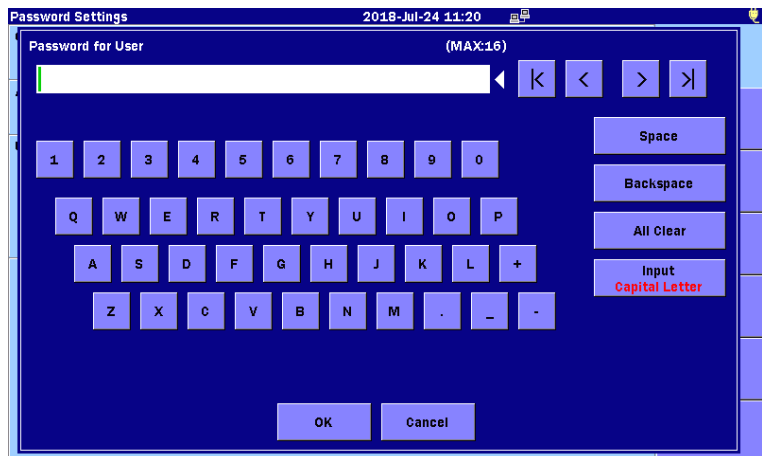 Password Settings 2018-Jul-24 11:20
Password for User (MAX:16)
|< < > >|
Space
1 2 3 4 5 6 7 8 9 0
Backspace
Q W E R T Y U I O P
All Clear
A S D F G H J K L +
Input
Capital Letter
Z X C V B N M . _ -
OK Cancel